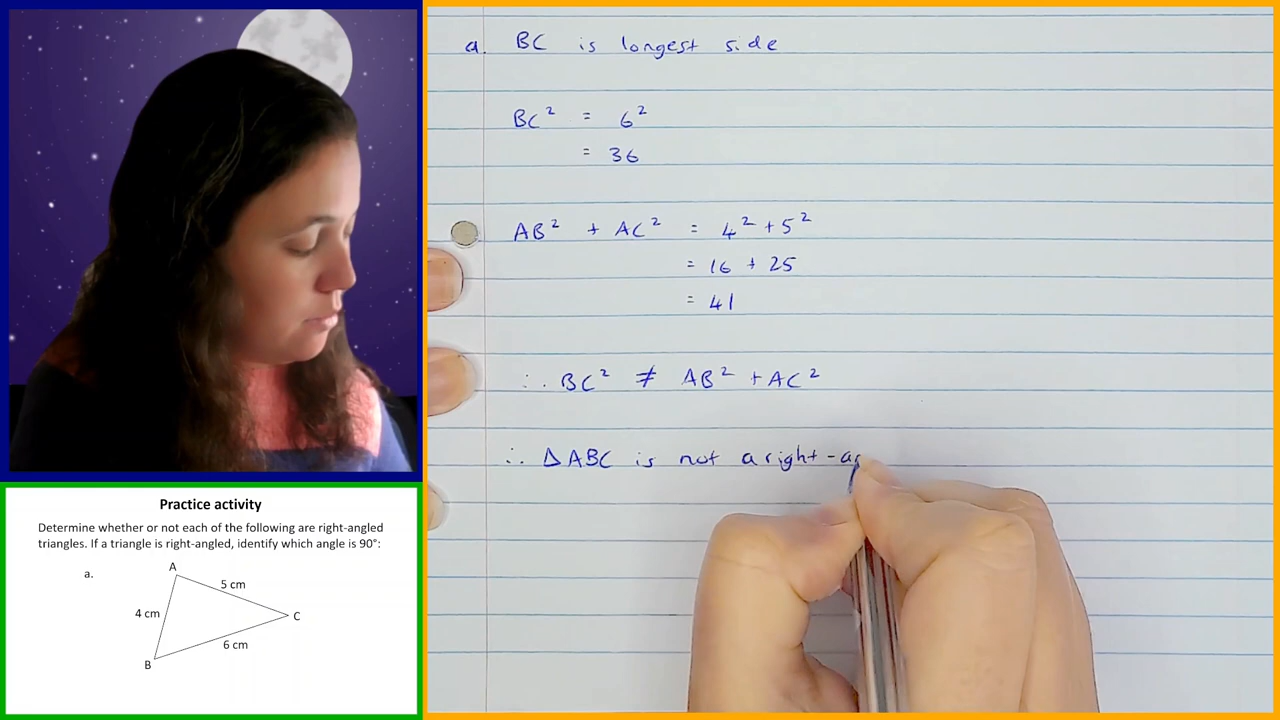 a. BC is longest side
BC² = 6²
= 36
AB² + AC² = 4² + 5²
= 16 + 25
= 41
∴ BC² ≠ AB² + AC²
∴ ΔABC is not a right-
Practice activity
Determine whether or not each of the following are right-angled
triangles. If a triangle is right-angled, identify which angle is 90°:
a.
A
5 cm
4 cm
C
6 cm
B